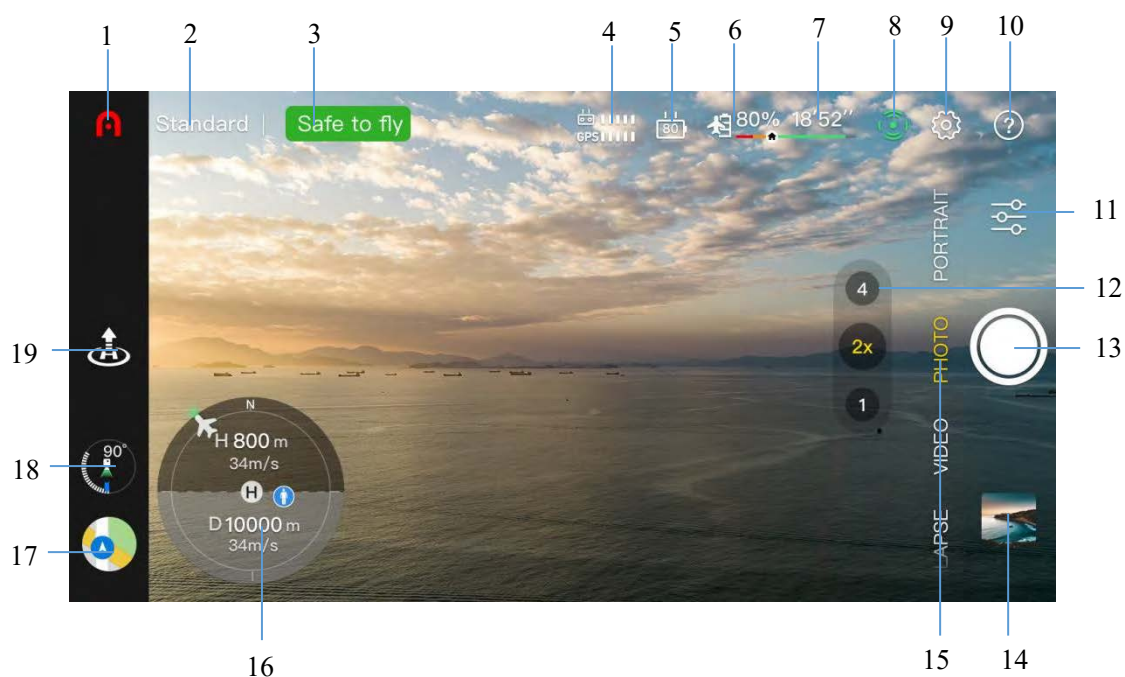 1 2 3 4 5 6 7 8 9 10
Standard | Safe to fly
GPS
80
80% 18'52''
PORTRAIT
11
4
12
2x
PHOTO
13
1
VIDEO
LAPSE
14
15
19
18
90°
17
N
H 800 m
34m/s
H
D 10000 m
34m/s
16